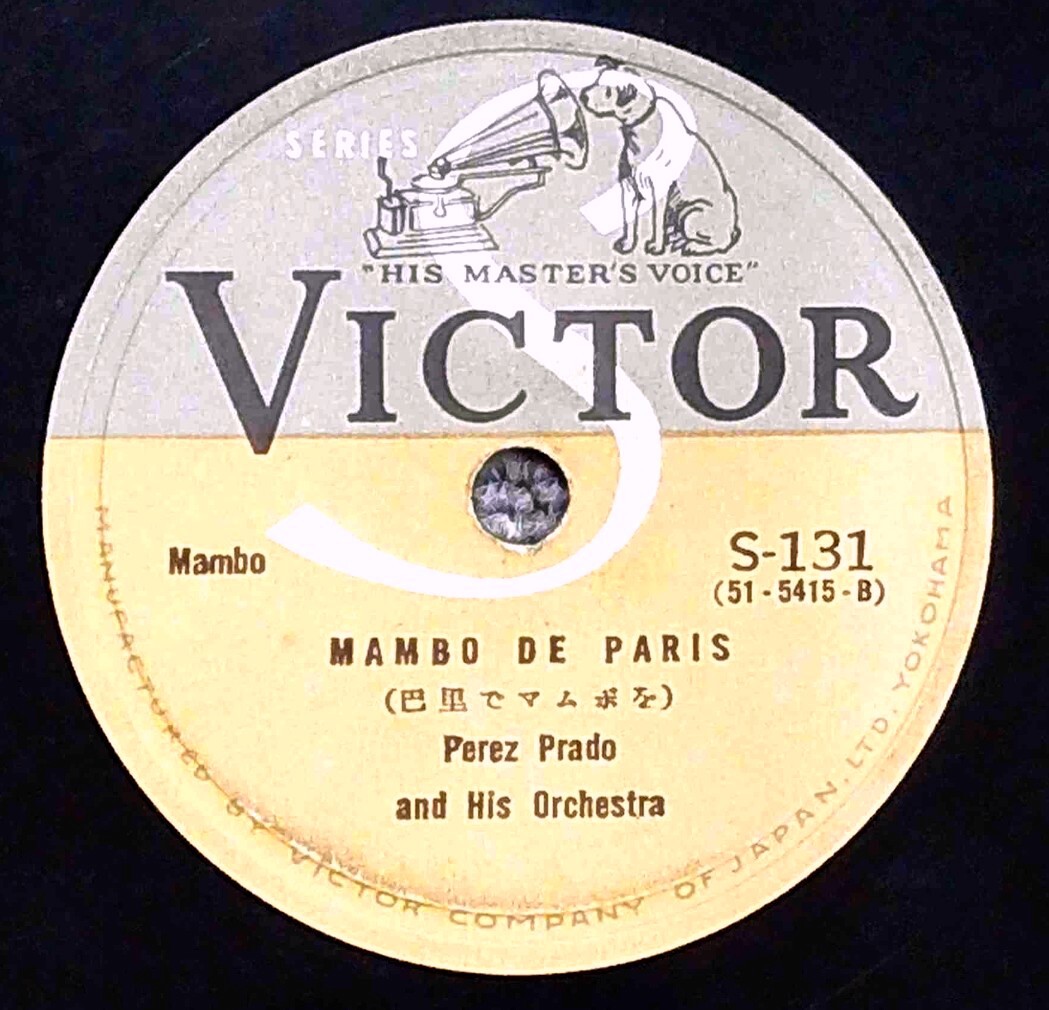 S SERIES
"HIS MASTER'S VOICE"
VICTOR
Mambo
S-131
(51-5415-B)
MAMBO DE PARIS
(巴里でマムボを)
Perez Prado
and His Orchestra
MANUFACTURED BY VICTOR COMPANY OF JAPAN, LTD. YOKOHAMA